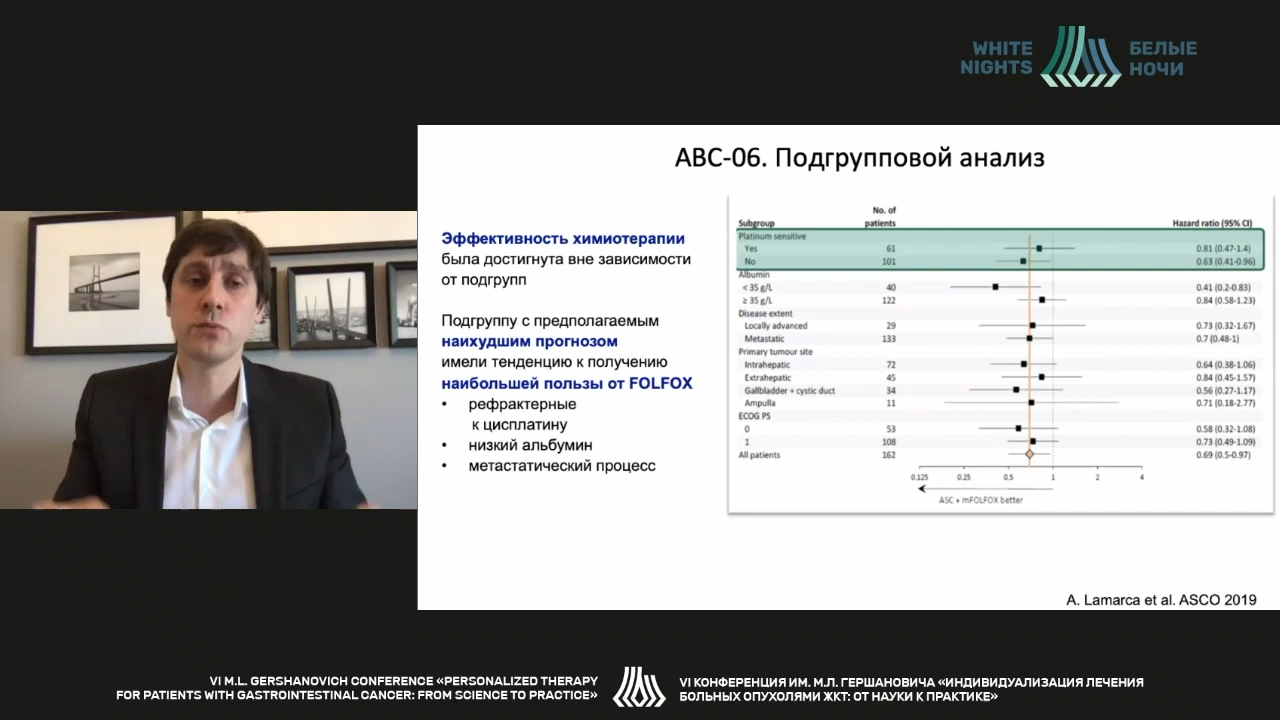 WHITE
NIGHTS
БЕЛЫЕ
НОЧИ
АВС-06. Подгрупповой анализ
Эффективность химиотерапии
была достигнута вне зависимости
от подгрупп
Подгруппу с предполагаемым
наихудшим прогнозом
имели тенденцию к получению
наибольшей пользы от FOLFOX
• рефрактерные
к цисплатину
• низкий альбумин
• метастатический процесс
Subgroup No. of patients Hazard ratio (95% CI)
Platinum sensitive
Yes 61 0.81 (0.47-1.4)
No 101 0.63 (0.41-0.96)
Albumin
< 35 g/L 40 0.41 (0.2-0.83)
≥ 35 g/L 122 0.84 (0.58-1.23)
Disease extent
Locally advanced 29 0.73 (0.32-1.67)
Metastatic 133 0.7 (0.48-1)
Primary tumour site
Intrahepatic 72 0.64 (0.38-1.06)
Extrahepatic 45 0.84 (0.45-1.57)
Gallbladder + cystic duct 34 0.56 (0.27-1.17)
Ampulla 11 0.71 (0.18-2.77)
ECOG PS
0 53 0.58 (0.32-1.08)
1 108 0.73 (0.49-1.09)
All patients 162 0.69 (0.5-0.97)
0.125 0.25 0.5 1 2 4
ASC + mFOLFOX better
A. Lamarca et al. ASCO 2019
VI M.L. GERSHANOVICH CONFERENCE «PERSONALIZED THERAPY
FOR PATIENTS WITH GASTROINTESTINAL CANCER: FROM SCIENCE TO PRACTICE»
VI КОНФЕРЕНЦИЯ ИМ. М.Л. ГЕРШАНОВИЧА «ИНДИВИДУАЛИЗАЦИЯ ЛЕЧЕНИЯ
БОЛЬНЫХ ОПУХОЛЯМИ ЖКТ: ОТ НАУКИ К ПРАКТИКЕ»